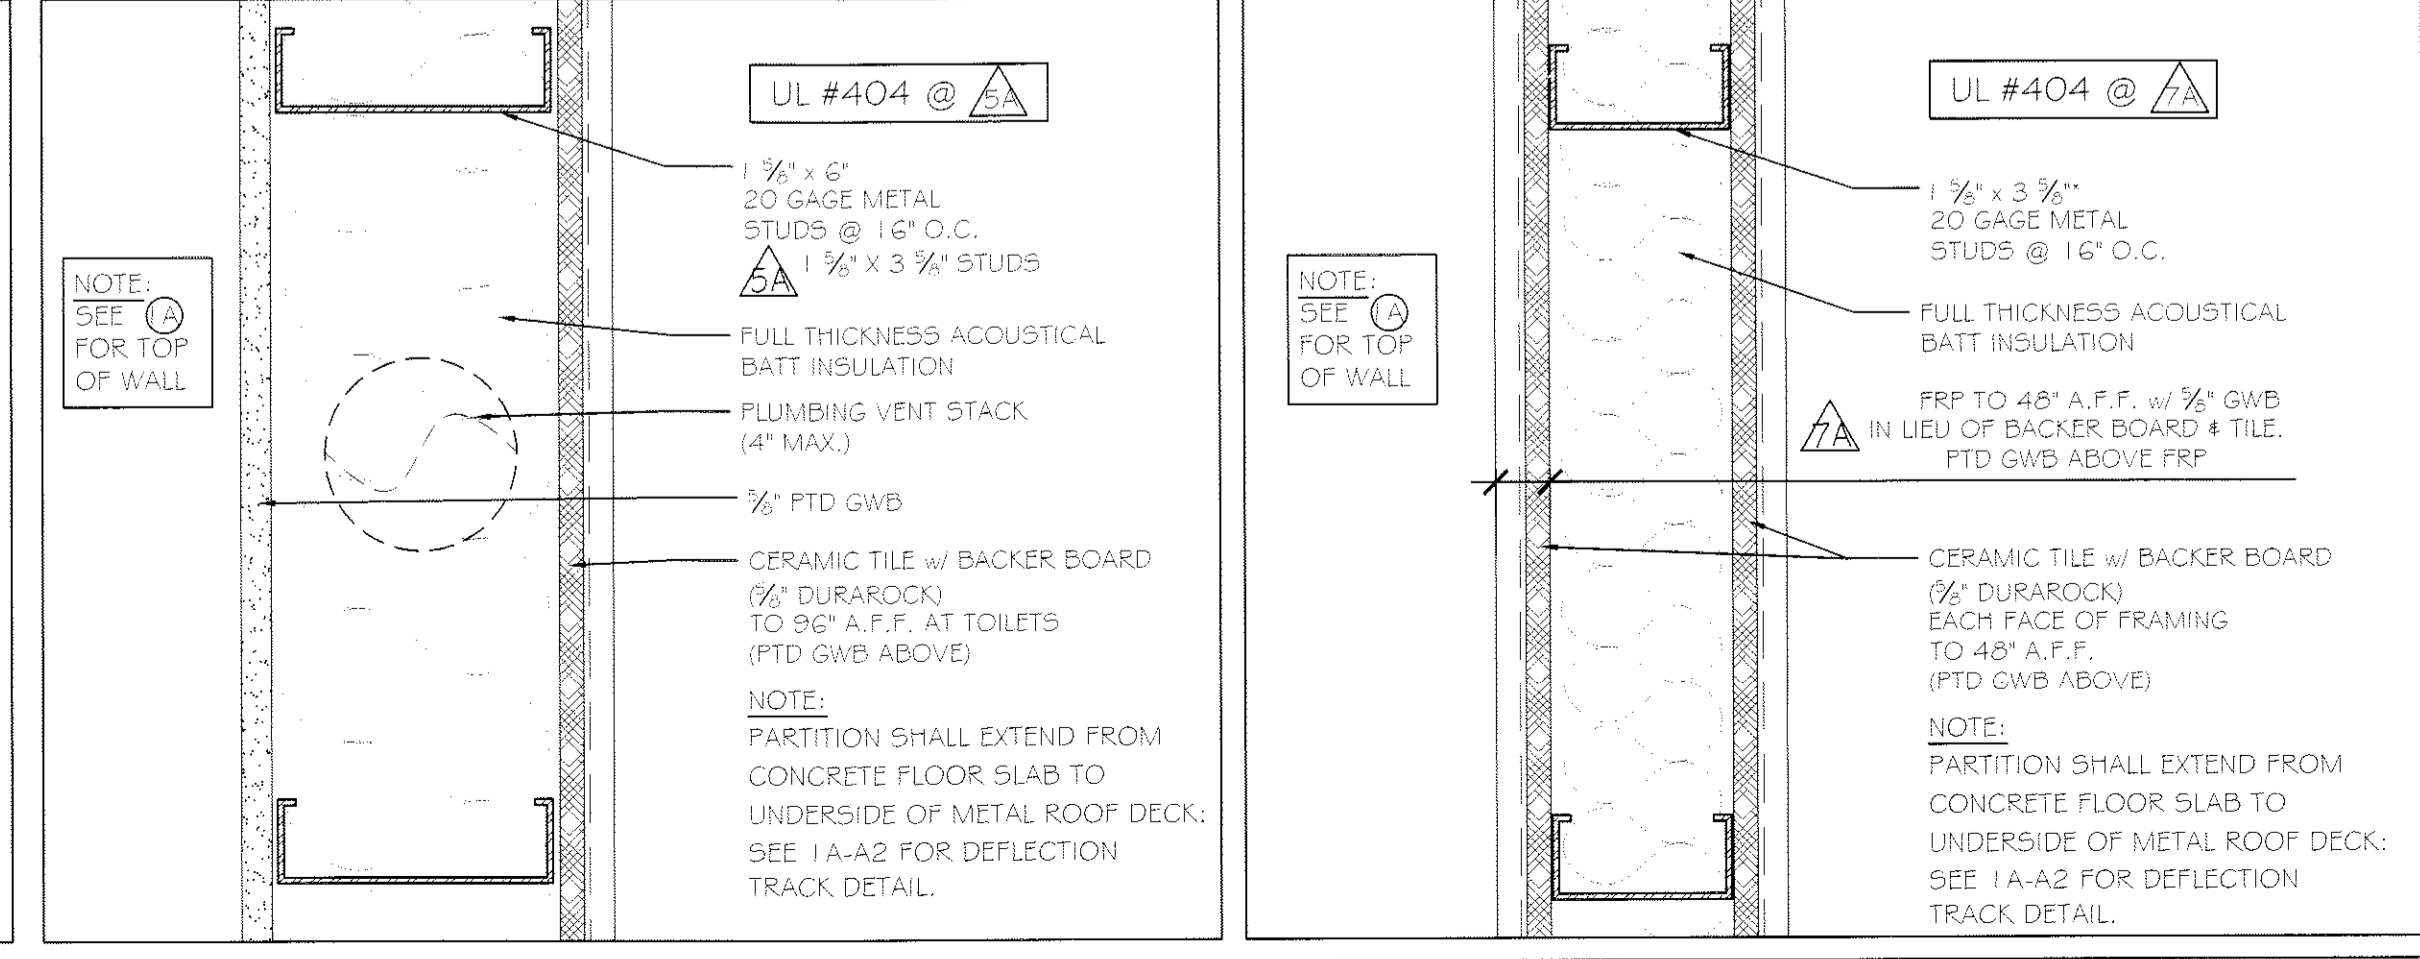 UL #404 @ 5A
1 5/8" x 6"
20 GAGE METAL
STUDS @ 16" O.C.
5A 1 5/8" X 3 5/8" STUDS
NOTE:
SEE 1A
FOR TOP
OF WALL
FULL THICKNESS ACOUSTICAL
BATT INSULATION
PLUMBING VENT STACK
(4" MAX.)
5/8" PTD GWB
CERAMIC TILE w/ BACKER BOARD
(5/8" DURAROCK)
TO 96" A.F.F. AT TOILETS
(PTD GWB ABOVE)
NOTE:
PARTITION SHALL EXTEND FROM
CONCRETE FLOOR SLAB TO
UNDERSIDE OF METAL ROOF DECK:
SEE 1A-A2 FOR DEFLECTION
TRACK DETAIL.
UL #404 @ 7A
1 5/8" x 3 5/8"*
20 GAGE METAL
STUDS @ 16" O.C.
NOTE:
SEE 1A
FOR TOP
OF WALL
FULL THICKNESS ACOUSTICAL
BATT INSULATION
FRP TO 48" A.F.F. w/ 5/8" GWB
7A IN LIEU OF BACKER BOARD & TILE.
PTD GWB ABOVE FRP
CERAMIC TILE w/ BACKER BOARD
(5/8" DURAROCK)
EACH FACE OF FRAMING
TO 48" A.F.F.
(PTD GWB ABOVE)
NOTE:
PARTITION SHALL EXTEND FROM
CONCRETE FLOOR SLAB TO
UNDERSIDE OF METAL ROOF DECK:
SEE 1A-A2 FOR DEFLECTION
TRACK DETAIL.